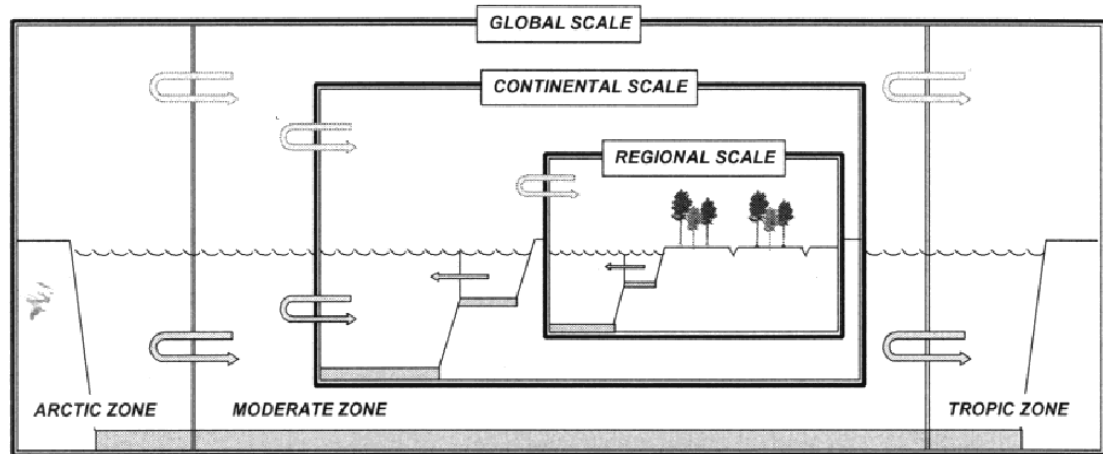 GLOBAL SCALE
CONTINENTAL SCALE
REGIONAL SCALE
ARCTIC ZONE
MODERATE ZONE
TROPIC ZONE